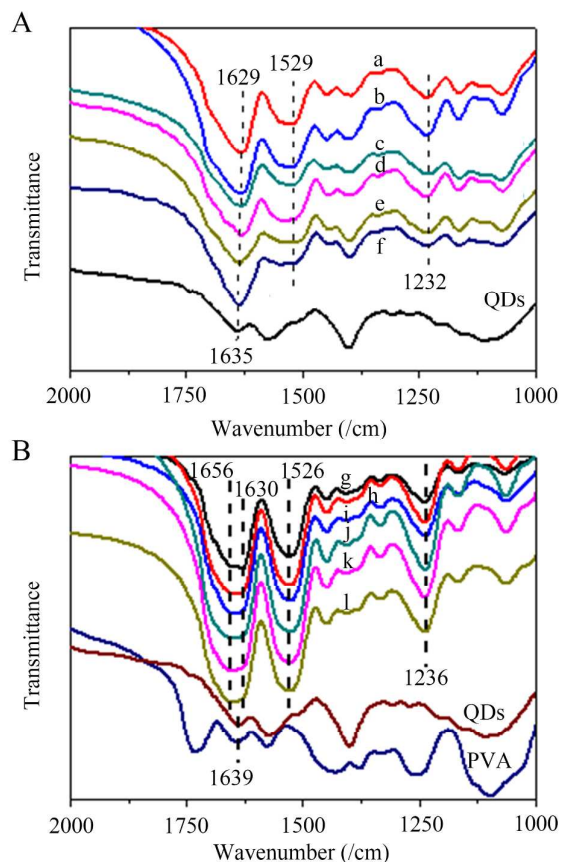 A
1629
1529
a
b
c
d
e
f
1232
QDs
1635
Transmittance
2000 1750 1500 1250 1000
Wavenumber (/cm)
B
1656
1630
1526
g
h
i
j
k
l
1236
QDs
PVA
1639
Transmittance
2000 1750 1500 1250 1000
Wavenumber (/cm)